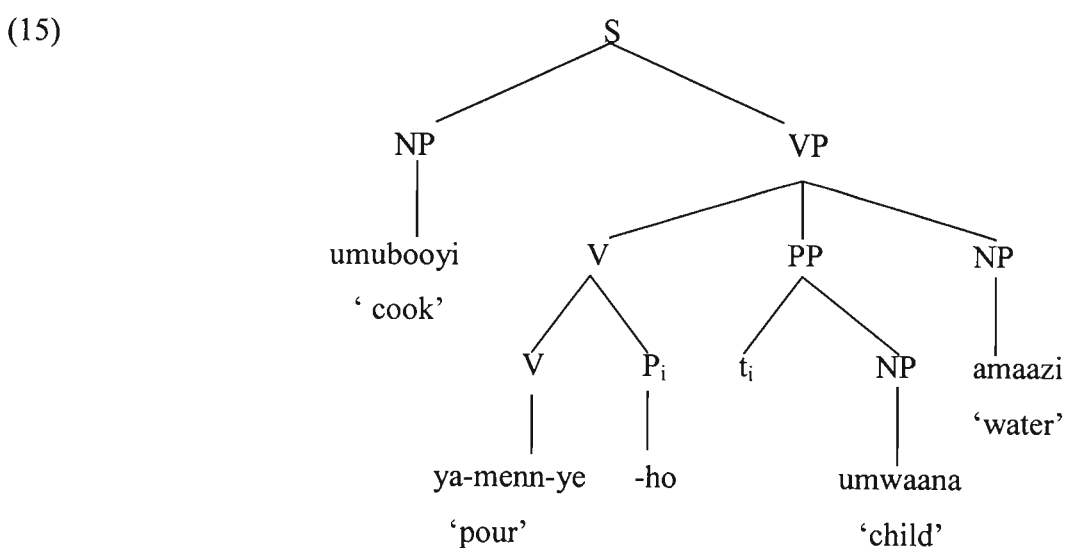 (15) S
NP VP
umubooyi V PP NP
‘ cook’
V Pi ti NP amaazi
‘water’
ya-menn-ye -ho umwaana
‘pour’ ‘child’